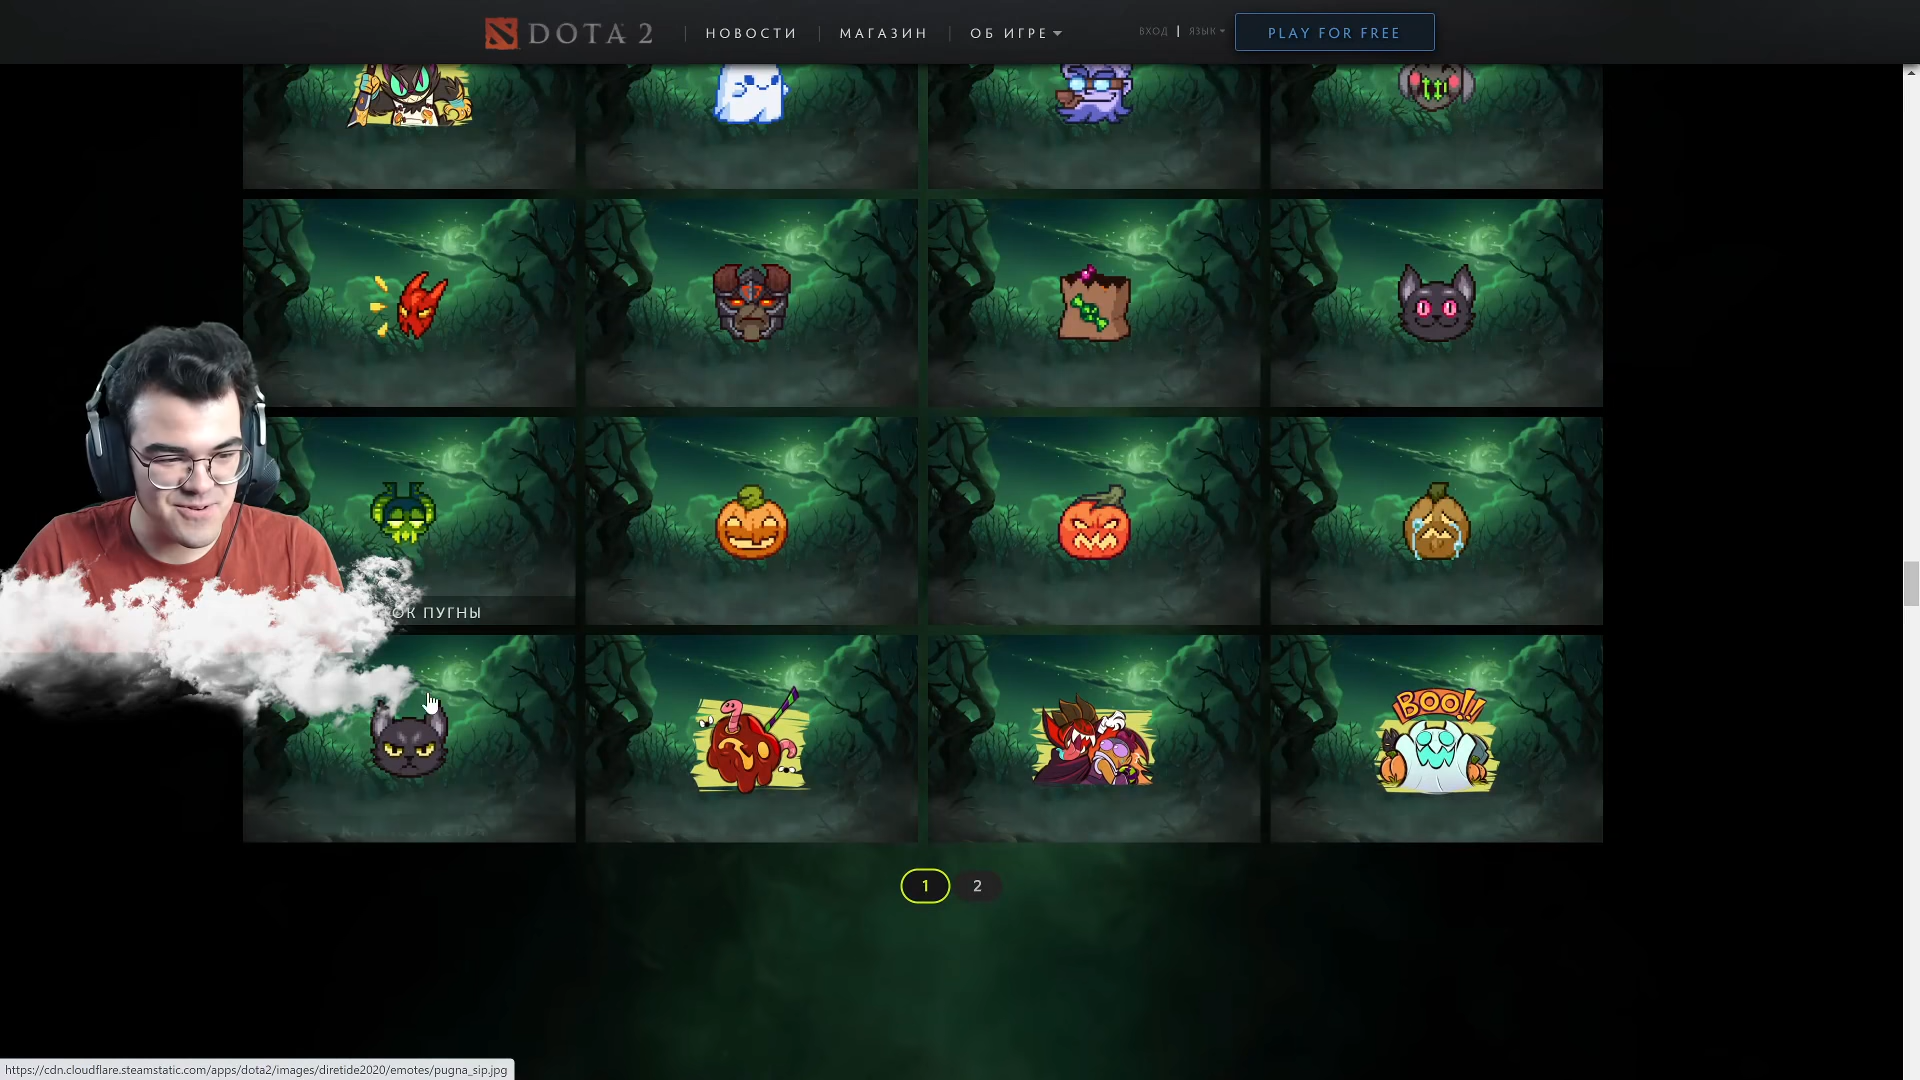 DOTA 2 НОВОСТИ МАГАЗИН ОБ ИГРЕ ВХОД | ЯЗЫК PLAY FOR FREE
ОК ПУГНЫ
BOO!!!
1 2
https://cdn.cloudflare.steamstatic.com/apps/dota2/images/diretide2020/emotes/pugna_sip.jpg